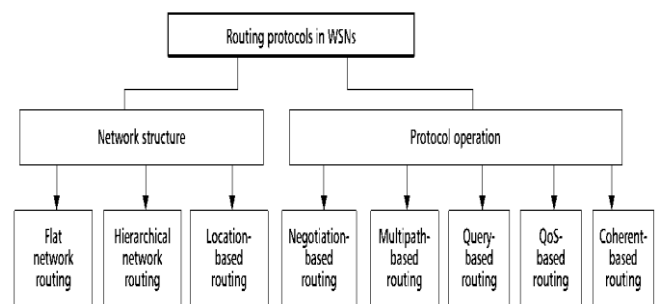 Routing protocols in WSNs
Network structure
Protocol operation
Flat
network
routing
Hierarchical
network
routing
Location-
based
routing
Negotiation-
based
routing
Multipath-
based
routing
Query-
based
routing
QoS-
based
routing
Coherent-
based
routing